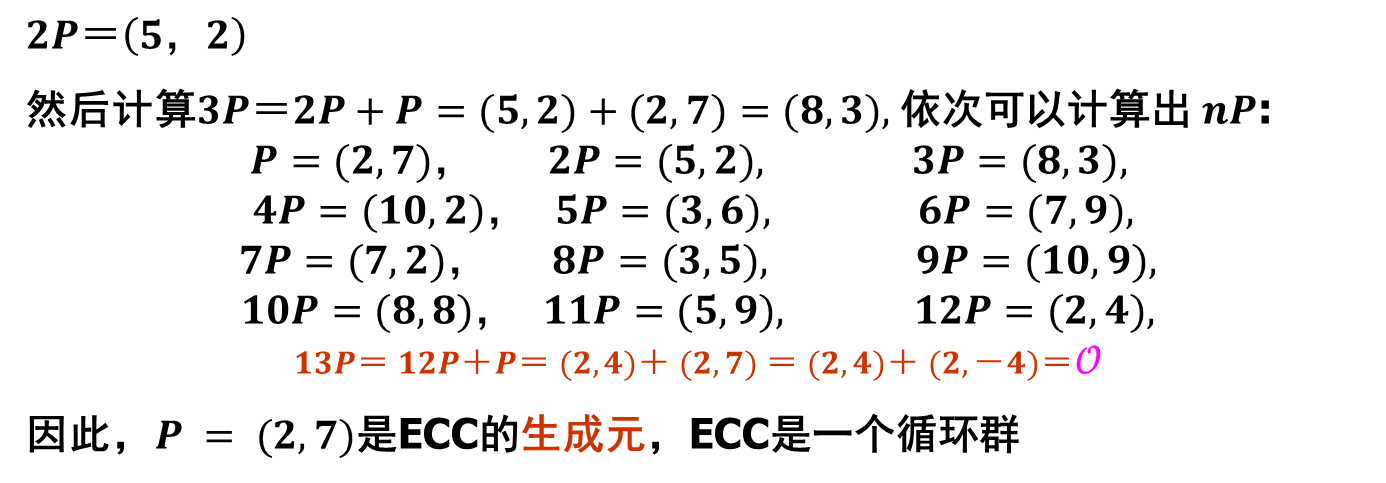 2P＝(5，2)
然后计算3P＝2P + P = (5, 2) + (2, 7) = (8, 3), 依次可以计算出 nP:
P = (2, 7)， 2P = (5, 2), 3P = (8, 3),
4P = (10, 2)， 5P = (3, 6), 6P = (7, 9),
7P = (7, 2)， 8P = (3, 5), 9P = (10, 9),
10P = (8, 8)， 11P = (5, 9), 12P = (2, 4),
13P＝ 12P＋P＝ (2, 4)＋ (2, 7) = (2, 4)＋ (2, −4)＝𝒪
因此，P = (2, 7)是ECC的生成元，ECC是一个循环群